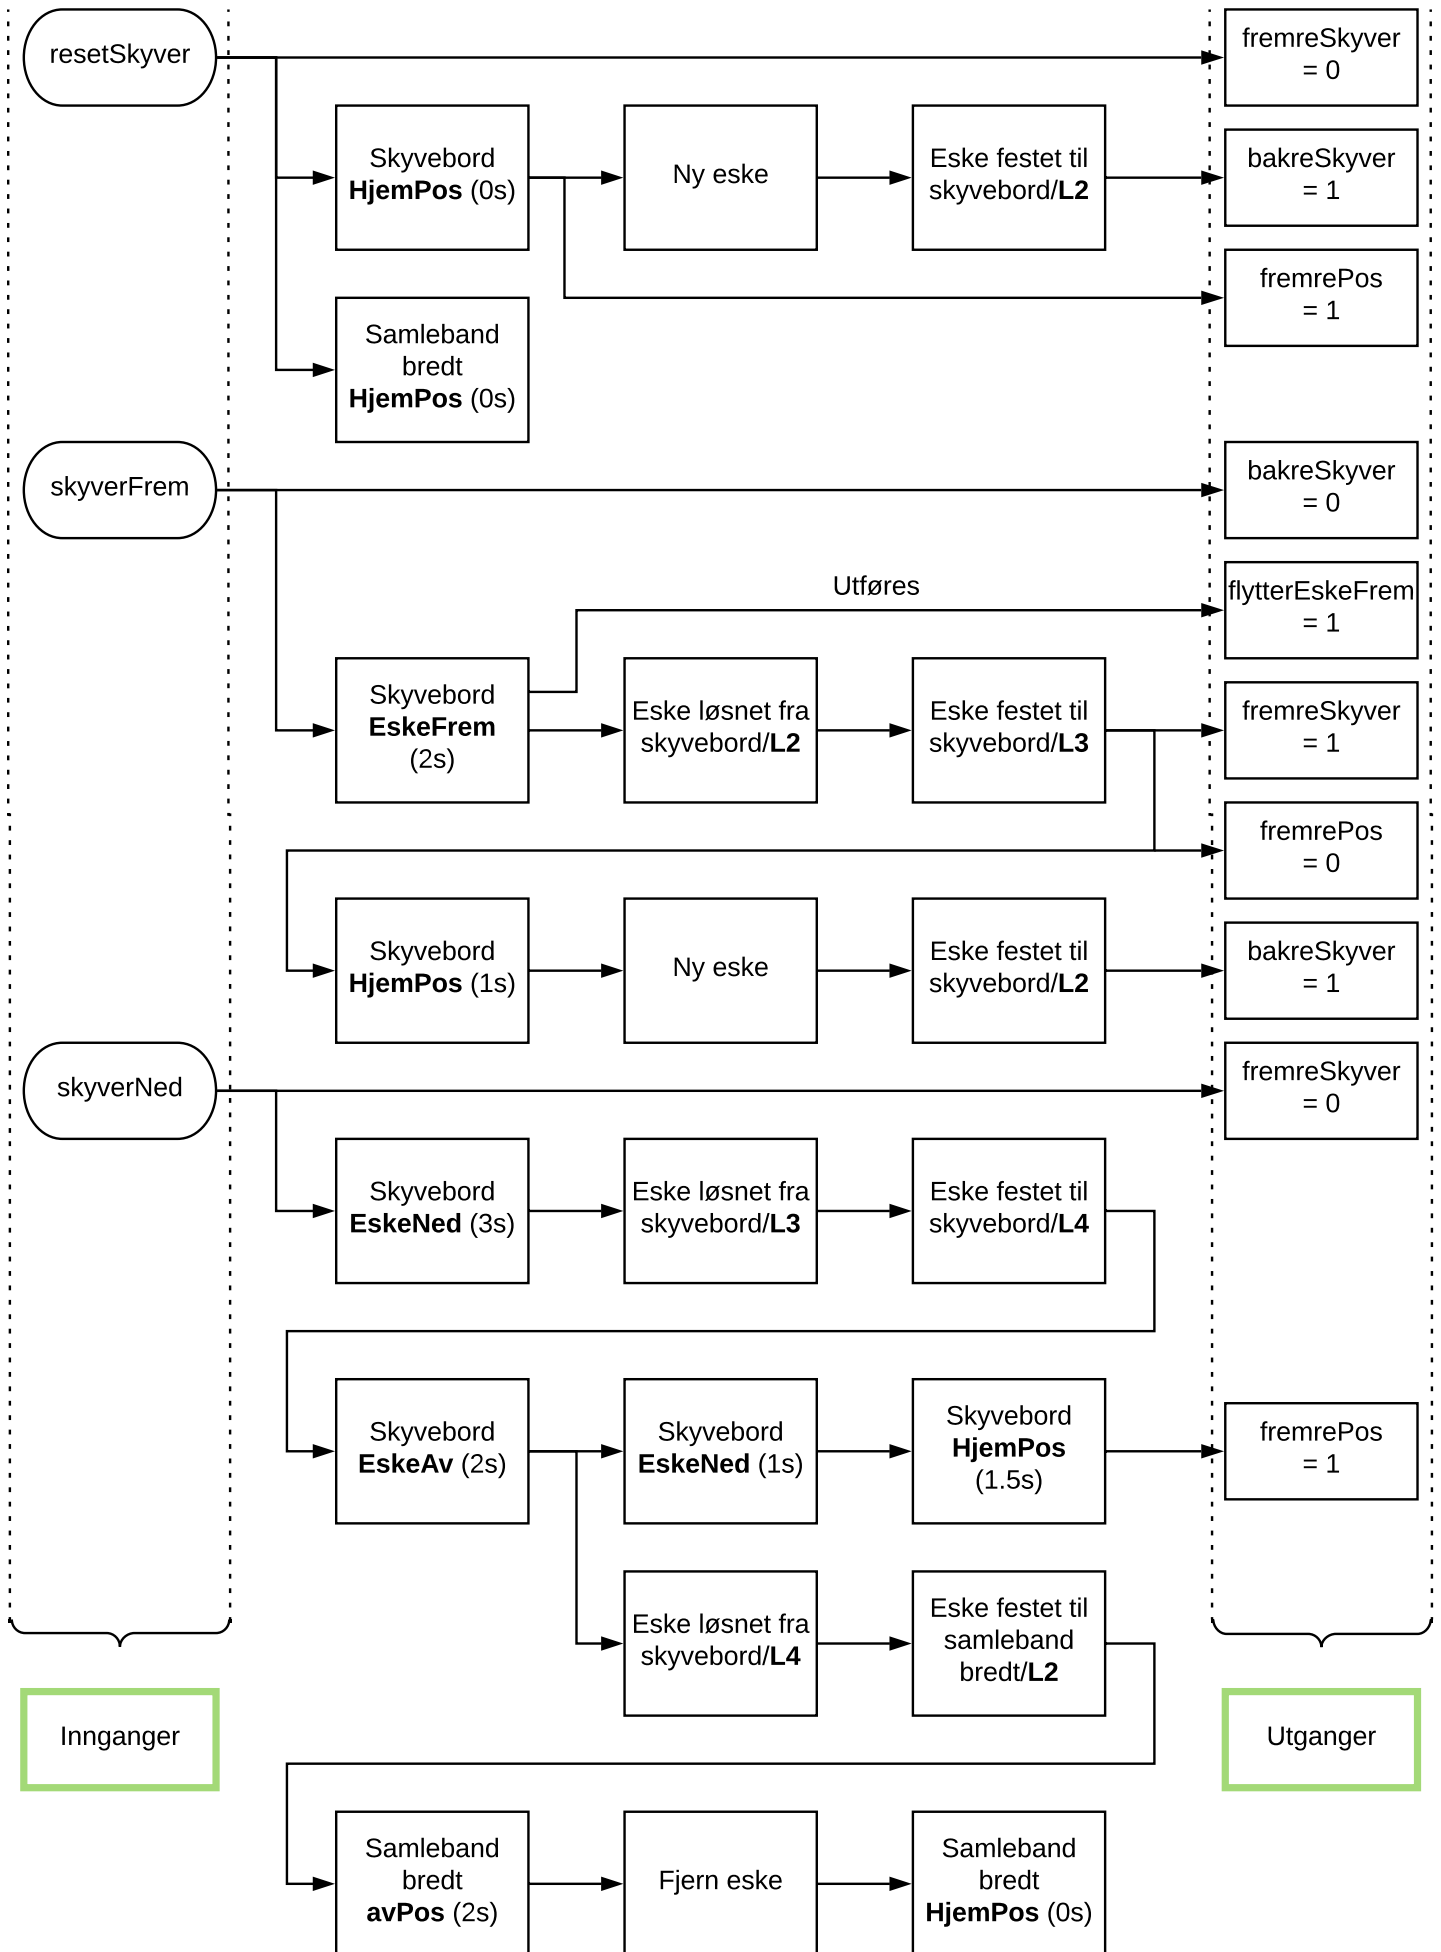 resetSkyver
fremreSkyver
= 0
Skyvebord
HjemPos (0s)
Ny eske
Eske festet til
skyvebord/L2
bakreSkyver
= 1
fremrePos
= 1
Samleband
bredt
HjemPos (0s)
skyverFrem
bakreSkyver
= 0
Utføres
flytterEskeFrem
= 1
Skyvebord
EskeFrem
(2s)
Eske løsnet fra
skyvebord/L2
Eske festet til
skyvebord/L3
fremreSkyver
= 1
fremrePos
= 0
Skyvebord
HjemPos (1s)
Ny eske
Eske festet til
skyvebord/L2
bakreSkyver
= 1
skyverNed
fremreSkyver
= 0
Skyvebord
EskeNed (3s)
Eske løsnet fra
skyvebord/L3
Eske festet til
skyvebord/L4
Skyvebord
EskeAv (2s)
Skyvebord
EskeNed (1s)
Skyvebord
HjemPos
(1.5s)
fremrePos
= 1
Eske løsnet fra
skyvebord/L4
Eske festet til
samleband
bredt/L2
Innganger
Utganger
Samleband
bredt
avPos (2s)
Fjern eske
Samleband
bredt
HjemPos (0s)